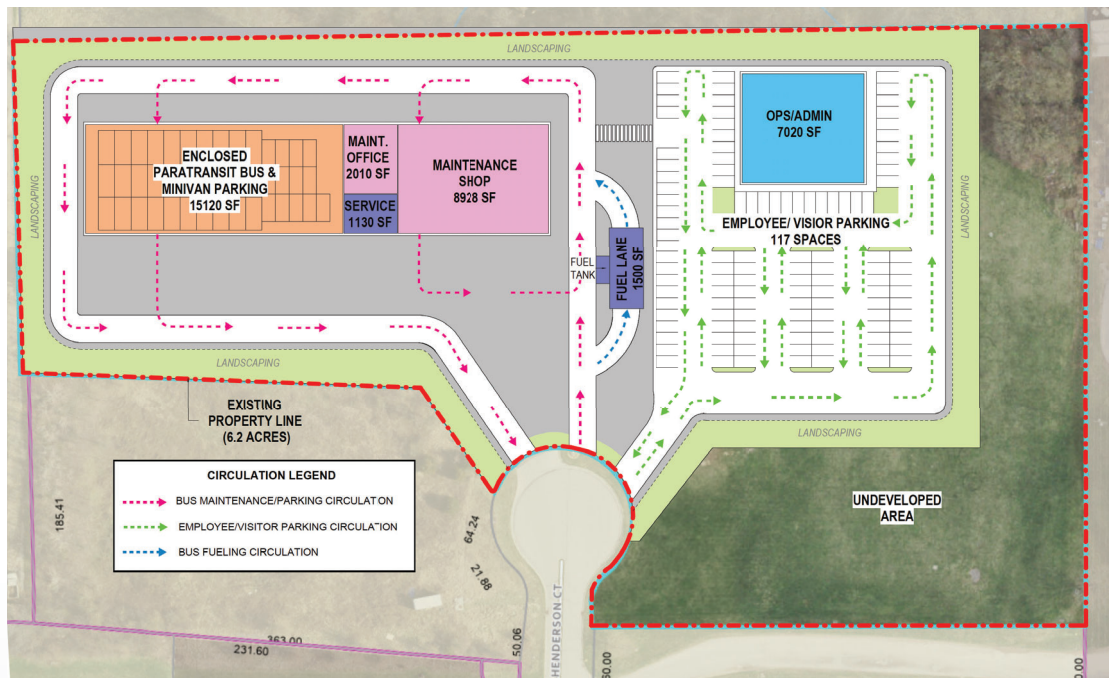 LANDSCAPING
OPS/ADMIN
7020 SF
ENCLOSED
PARATRANSIT BUS &
MINIVAN PARKING
15120 SF
MAINT.
OFFICE
2010 SF
SERVICE
1130 SF
MAINTENANCE
SHOP
8928 SF
LANDSCAPING
FUEL
TANK
FUEL LANE
1500 SF
EMPLOYEE/ VISIOR PARKING
117 SPACES
LANDSCAPING
LANDSCAPING
LANDSCAPING
EXISTING
PROPERTY LINE
(6.2 ACRES)
CIRCULATION LEGEND
BUS MAINTENANCE/PARKING CIRCULATON
EMPLOYEE/VISITOR PARKING CIRCULATION
BUS FUELING CIRCULATION
UNDEVELOPED
AREA
185.41
64.24
21.88
363.00
231.60
50.06
HENDERSON CT